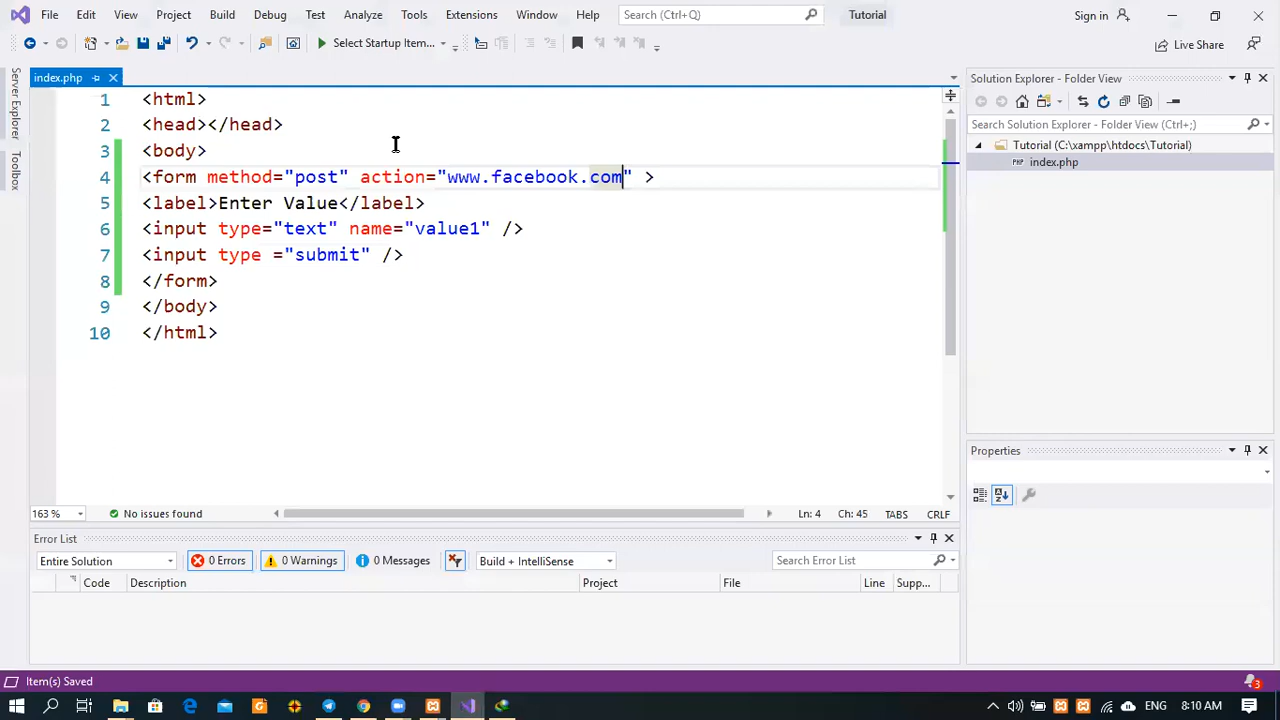 File Edit View Project Build Debug Test Analyze Tools Extensions Window Help Search (Ctrl+Q) Tutorial Sign in
Select Startup Item... Live Share
Server Explorer
Toolbox
index.php
1 <html>
2 <head></head>
3 <body>
4 <form method="post" action="www.facebook.com" >
5 <label>Enter Value</label>
6 <input type="text" name="value1" />
7 <input type ="submit" />
8 </form>
9 </body>
10 </html>
163 % No issues found Ln: 4 Ch: 45 TABS CRLF
Solution Explorer - Folder View
Search Solution Explorer - Folder View (Ctrl+;)
Tutorial (C:\xampp\htdocs\Tutorial)
index.php
Properties
Error List
Entire Solution 0 Errors 0 Warnings 0 Messages Build + IntelliSense Search Error List
Code Description Project File Line Supp...
Item(s) Saved 3
ENG 8:10 AM